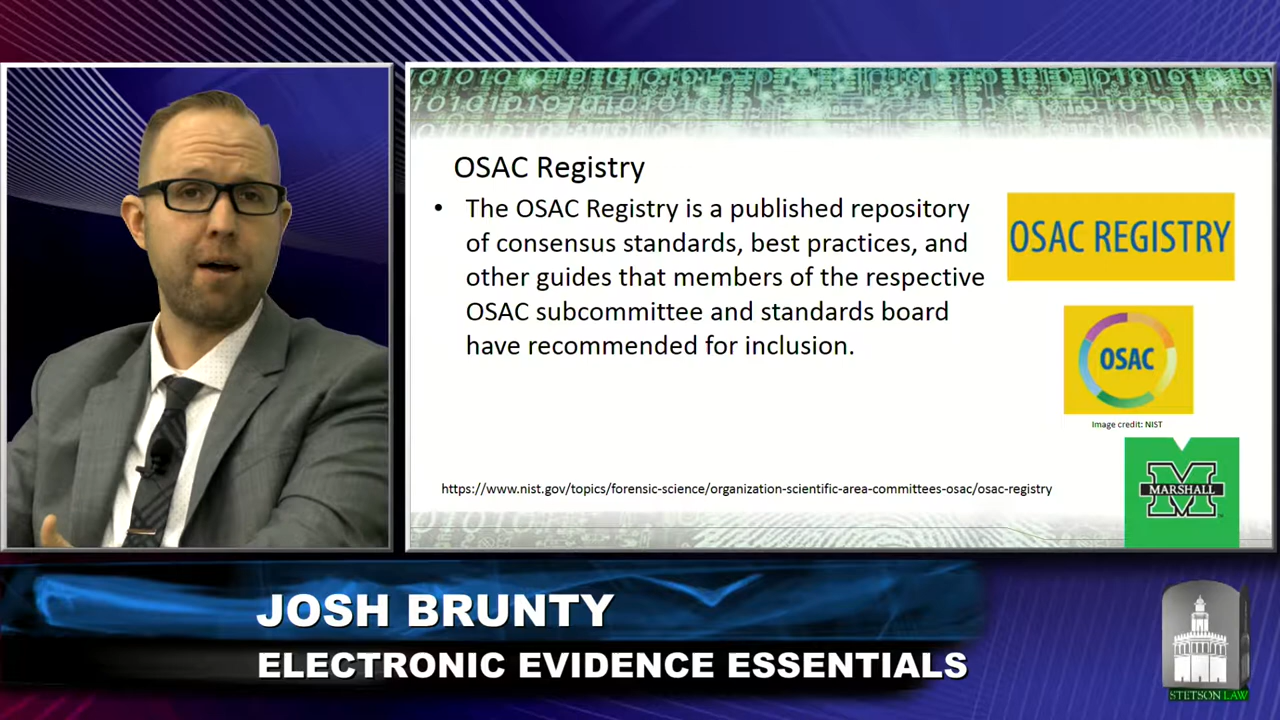 OSAC Registry
• The OSAC Registry is a published repository
of consensus standards, best practices, and
other guides that members of the respective
OSAC subcommittee and standards board
have recommended for inclusion.
OSAC REGISTRY
OSAC
Image credit: NIST
https://www.nist.gov/topics/forensic-science/organization-scientific-area-committees-osac/osac-registry
MARSHALL
JOSH BRUNTY
ELECTRONIC EVIDENCE ESSENTIALS
STETSON LAW